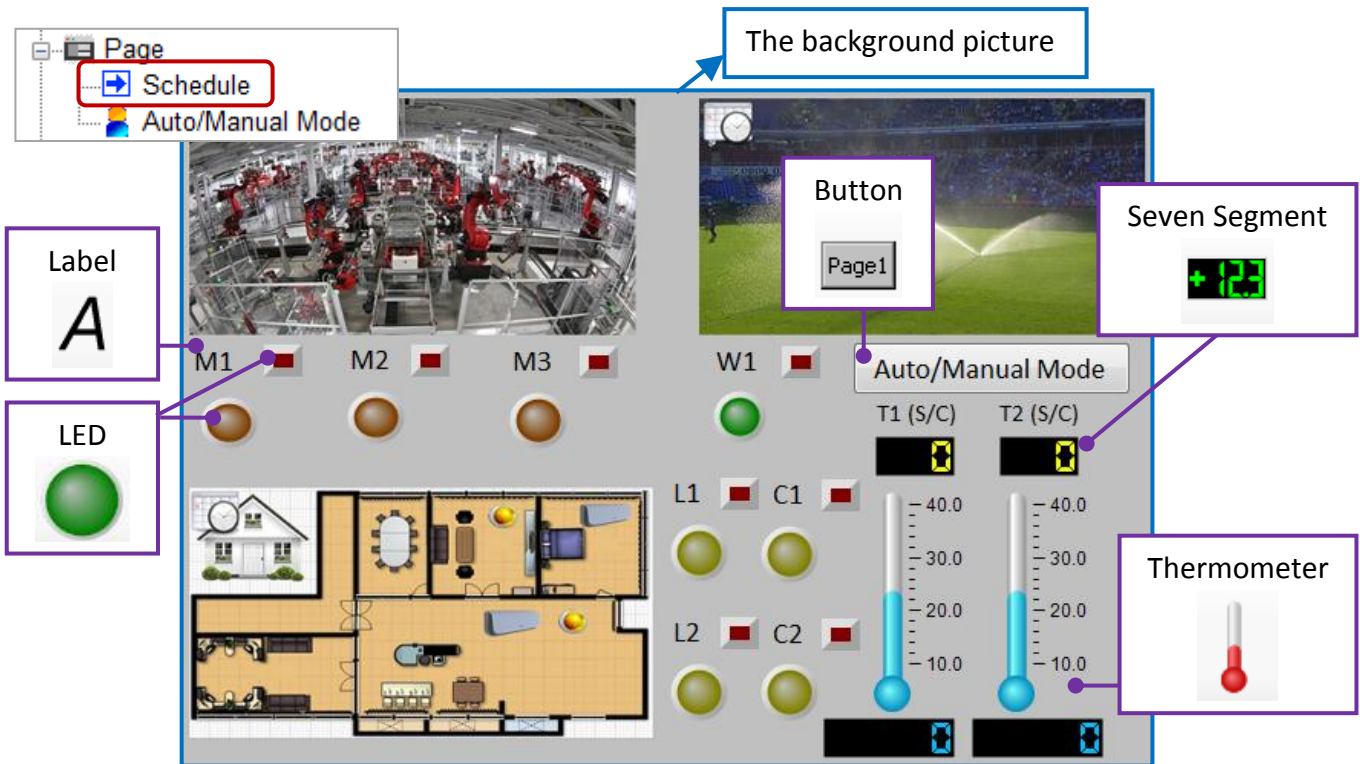 Page
Schedule
Auto/Manual Mode
The background picture
Button
Page1
Seven Segment
+12.3
Label
A
M1
M2
M3
W1
Auto/Manual Mode
LED
T1 (S/C)
T2 (S/C)
0
0
L1
C1
40.0
40.0
30.0
30.0
Thermometer
20.0
20.0
L2
C2
10.0
10.0
0
0